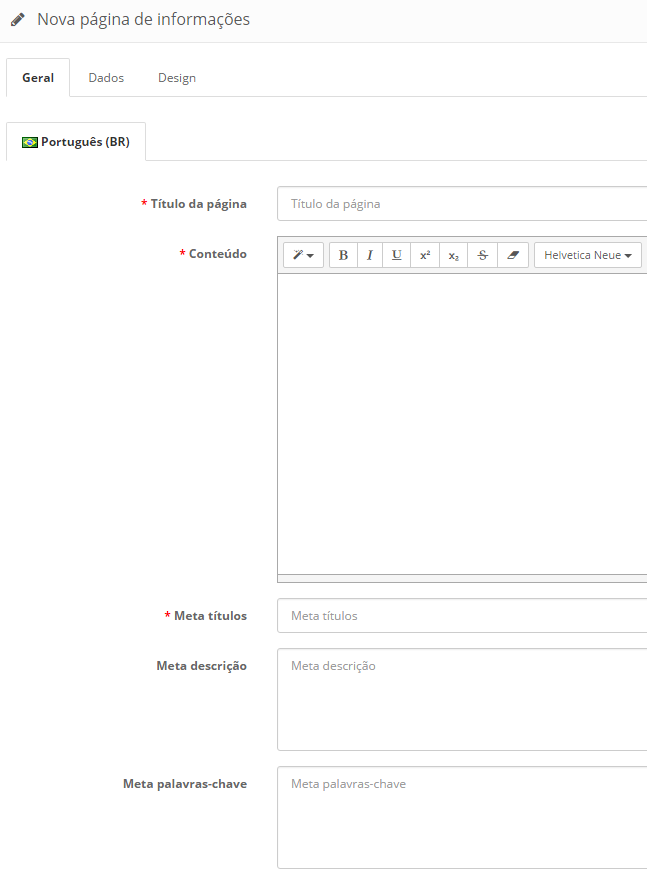 Nova página de informações
Geral Dados Design
Português (BR)
* Título da página Título da página
* Conteúdo
B I U x² x₂ S Helvetica Neue
* Meta títulos Meta títulos
Meta descrição Meta descrição
Meta palavras-chave Meta palavras-chave